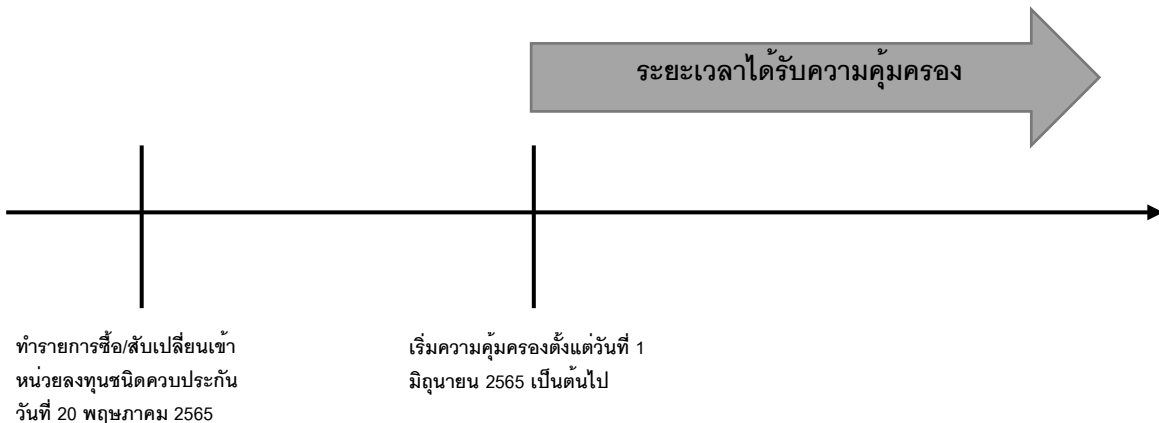 ระยะเวลาได้รับความคุ้มครอง
ทำรายการซื้อ/สับเปลี่ยนเข้า
หน่วยลงทุนชนิดควบประกัน
วันที่ 20 พฤษภาคม 2565
เริ่มความคุ้มครองตั้งแต่วันที่ 1
มิถุนายน 2565 เป็นต้นไป